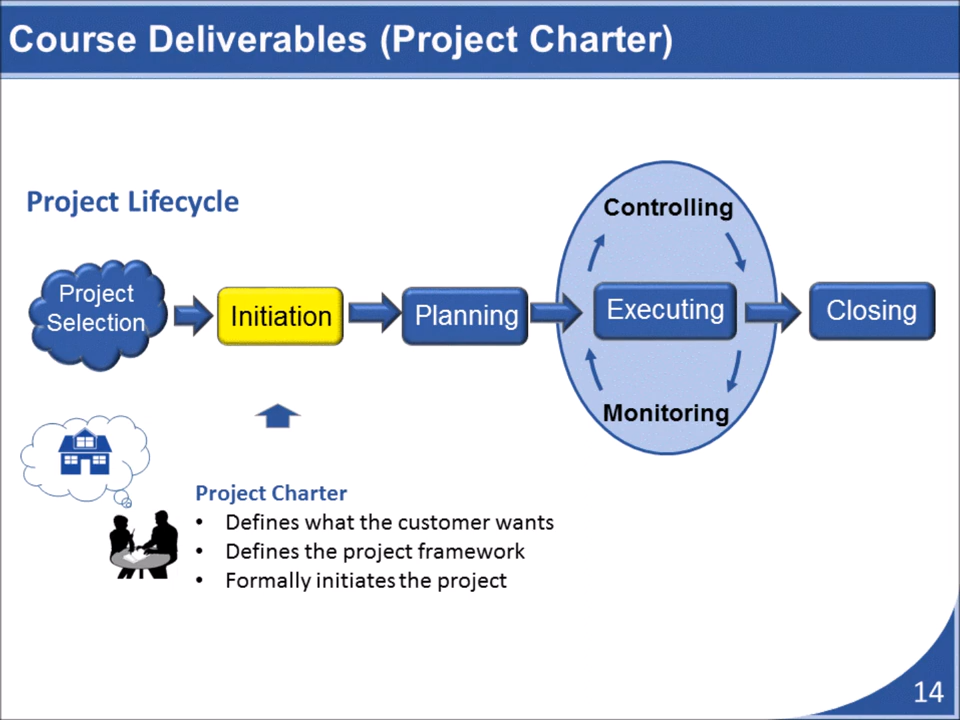 Course Deliverables (Project Charter)
Project Lifecycle
Project
Selection
Initiation
Planning
Controlling
Executing
Monitoring
Closing
Project Charter
• Defines what the customer wants
• Defines the project framework
• Formally initiates the project
14